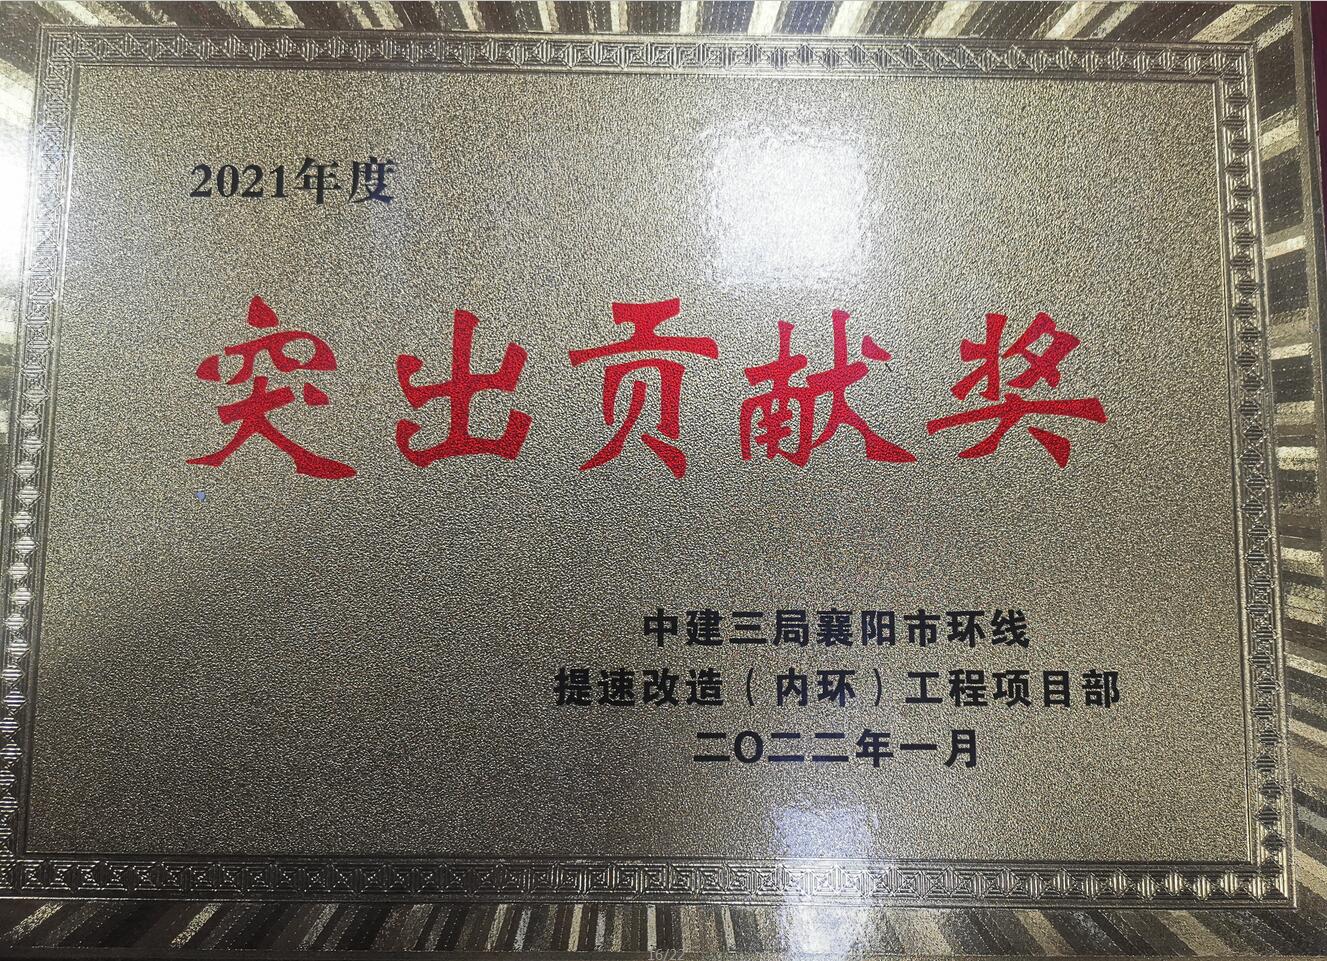 2021年度
突出贡献奖
中建三局襄阳市环线
提速改造（内环）工程项目部
二〇二二年一月
16/22